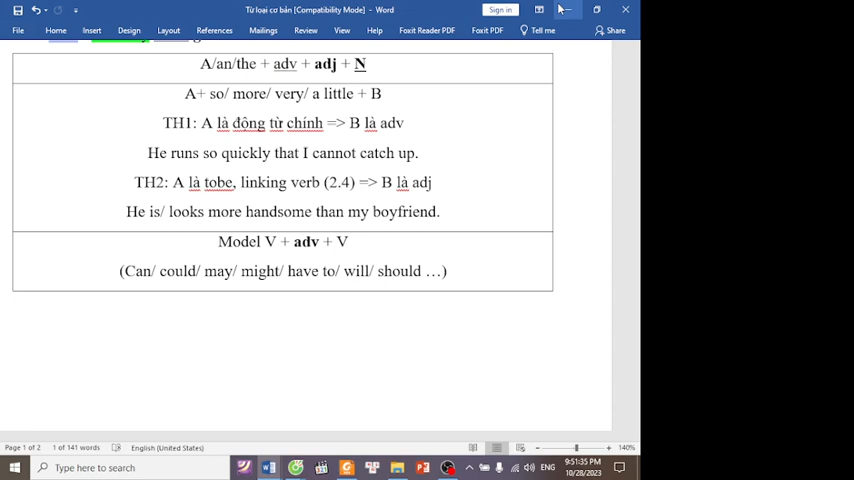 Từ loại cơ bản [Compatibility Mode] - Word
Sign in
File Home Insert Design Layout References Mailings Review View Help Foxit Reader PDF Foxit PDF Tell me Share
A/an/the + adv + adj + N
A+ so/ more/ very/ a little + B
TH1: A là động từ chính => B là adv
He runs so quickly that I cannot catch up.
TH2: A là tobe, linking verb (2.4) => B là adj
He is/ looks more handsome than my boyfriend.
Model V + adv + V
(Can/ could/ may/ might/ have to/ will/ should …)
Page 1 of 2 1 of 141 words English (United States) 140%
Type here to search
ENG
9:51:35 PM
10/28/2023